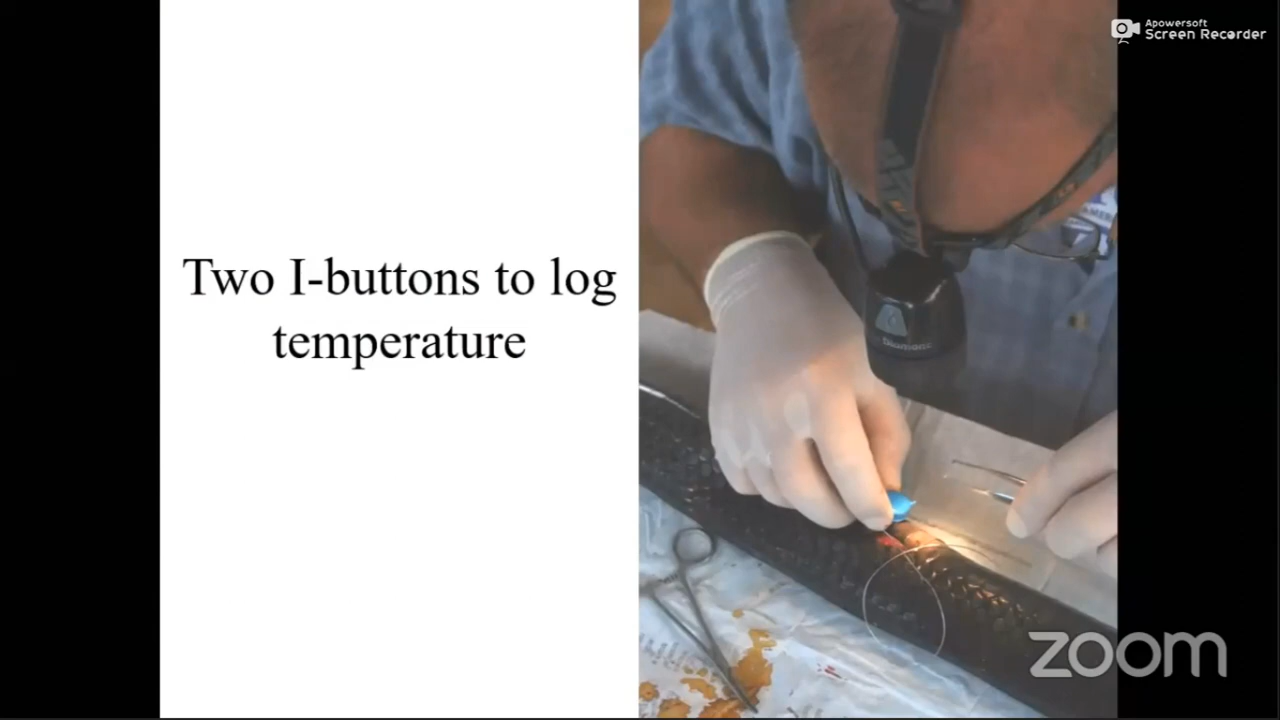 Apowersoft
Screen Recorder
Two I-buttons to log
temperature
zoom